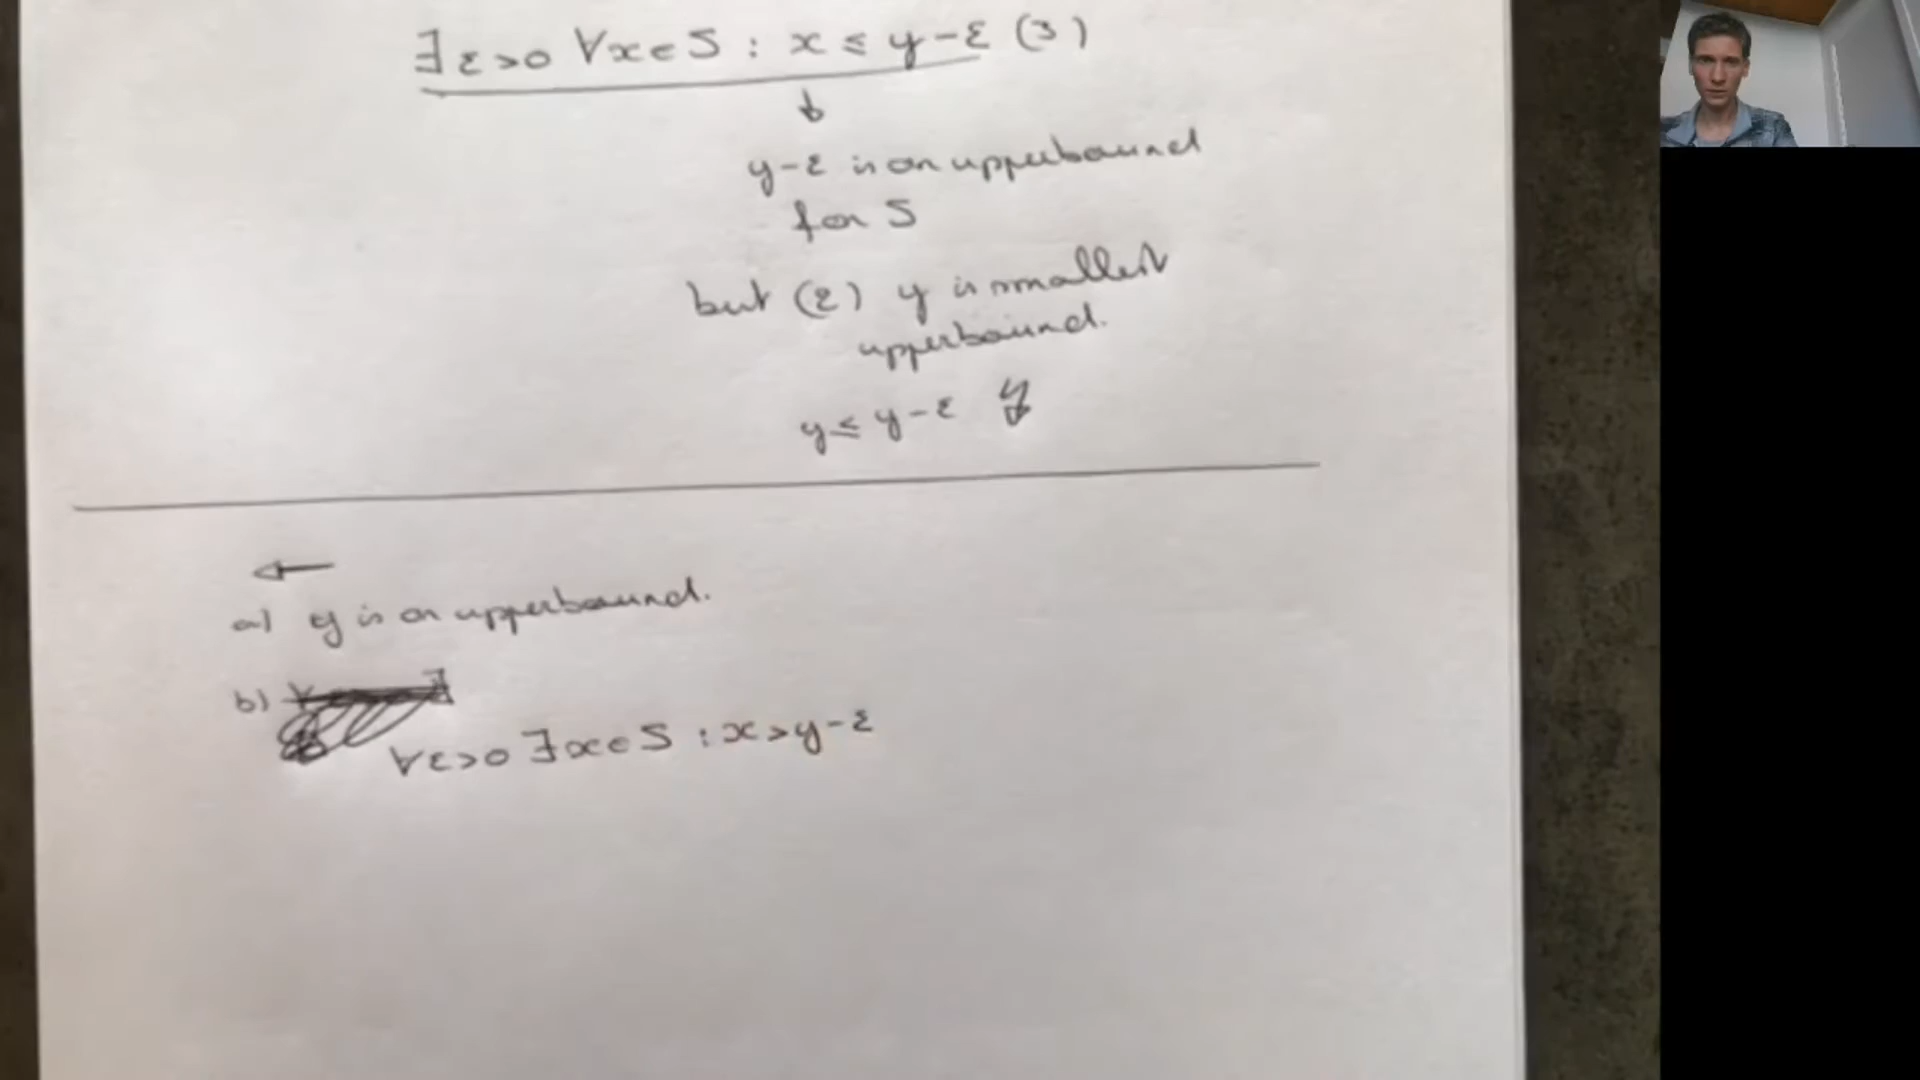 ∃ε>0 ∀x∈S : x ≤ y-ε (3)
y-ε is an upperbound
for S
but (2) y is smallest
upperbound.
y ≤ y-ε ↯
←
a) y is an upperbound.
b)
∀ε>0 ∃x∈S : x>y-ε